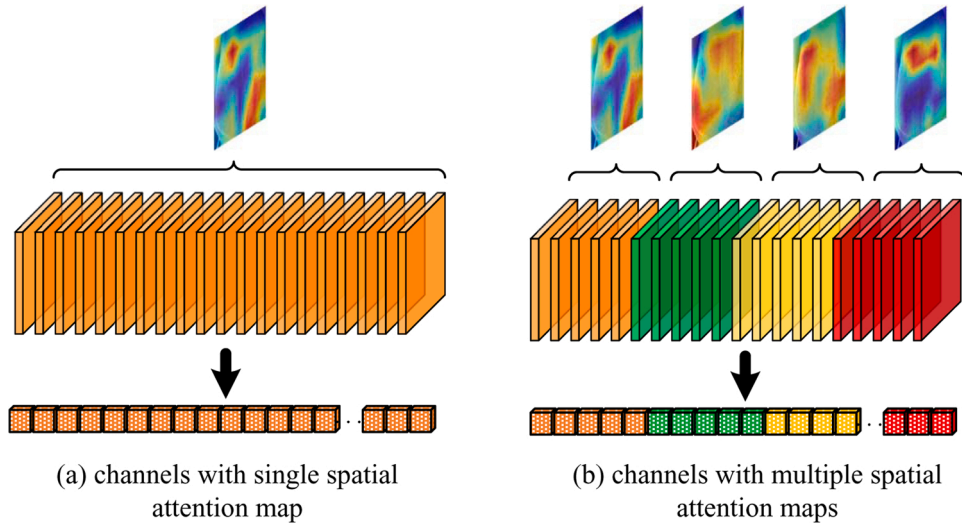 (a) channels with single spatial
attention map
(b) channels with multiple spatial
attention maps